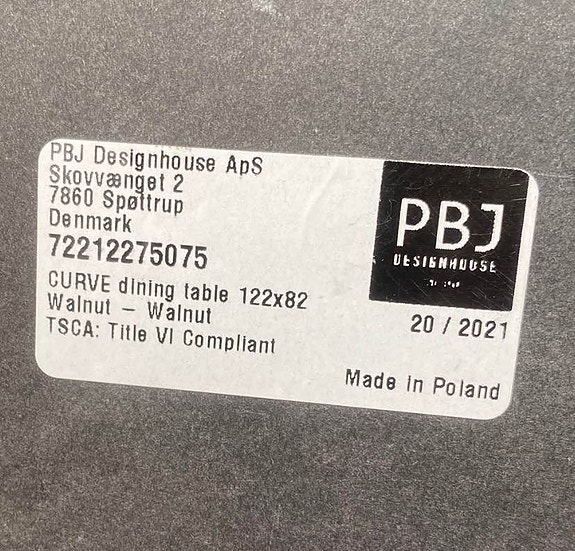 PBJ Designhouse ApS
Skovvænget 2
7860 Spøttrup
Denmark
72212275075
CURVE dining table 122x82
Walnut – Walnut
TSCA: Title VI Compliant
PBJ
DESIGNHOUSE
20 / 2021
Made in Poland